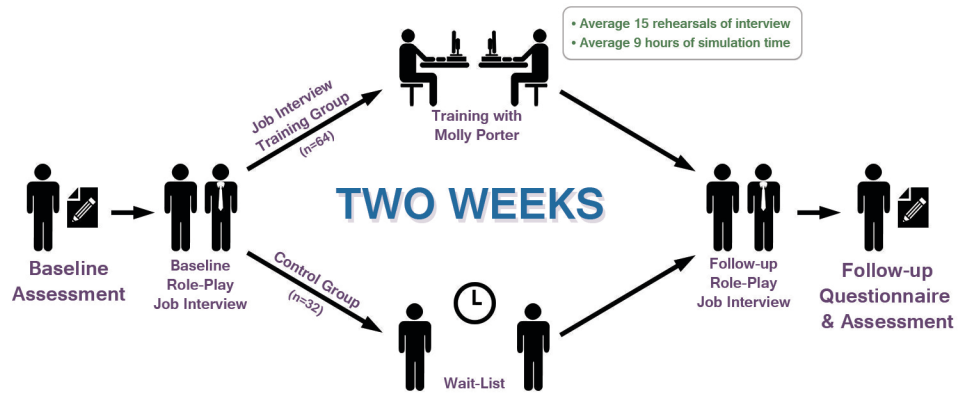 • Average 15 rehearsals of interview
• Average 9 hours of simulation time
Job Interview
Training Group
(n=64)
Training with
Molly Porter
TWO WEEKS
Baseline
Assessment
Baseline
Role-Play
Job Interview
Control Group
(n=32)
Wait-List
Follow-up
Role-Play
Job Interview
Follow-up
Questionnaire
& Assessment